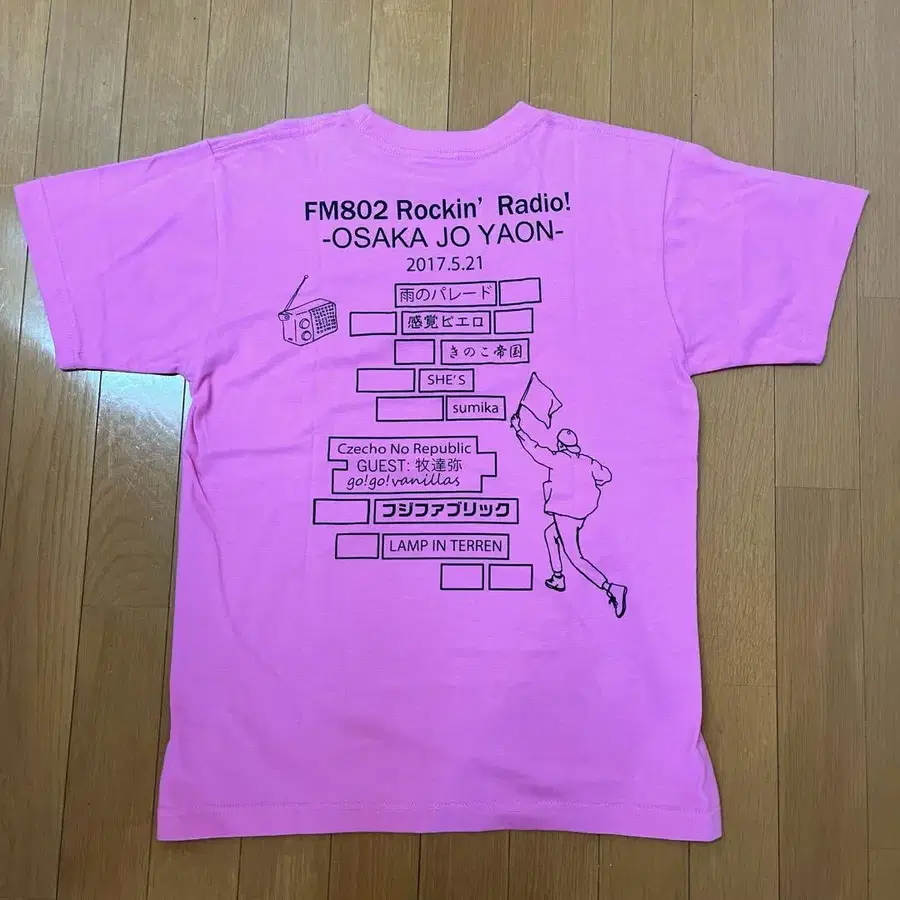 FM802 Rockin' Radio!
-OSAKA JO YAON-
2017.5.21
雨のパレード
感覚ピエロ
きのこ帝国
SHE'S
sumika
Czecho No Republic
GUEST: 牧達弥
go!go!vanillas
フジファブリック
LAMP IN TERREN